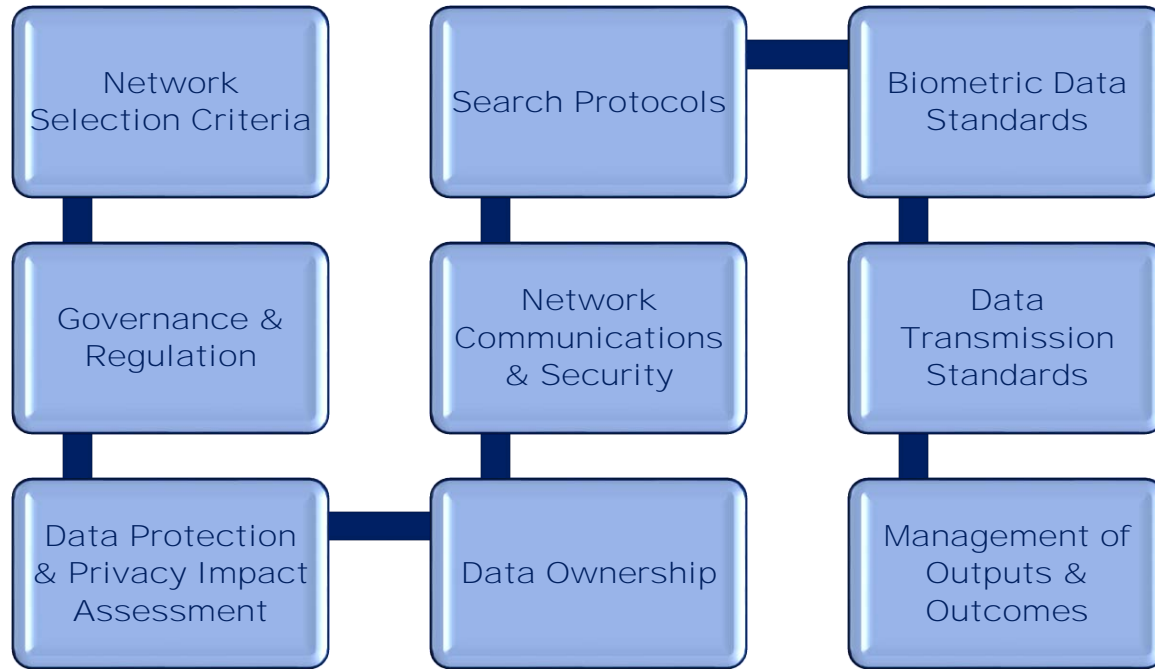 Network
Selection Criteria
Governance &
Regulation
Data Protection
& Privacy Impact
Assessment
Data Ownership
Network
Communications
& Security
Search Protocols
Biometric Data
Standards
Data
Transmission
Standards
Management of
Outputs &
Outcomes